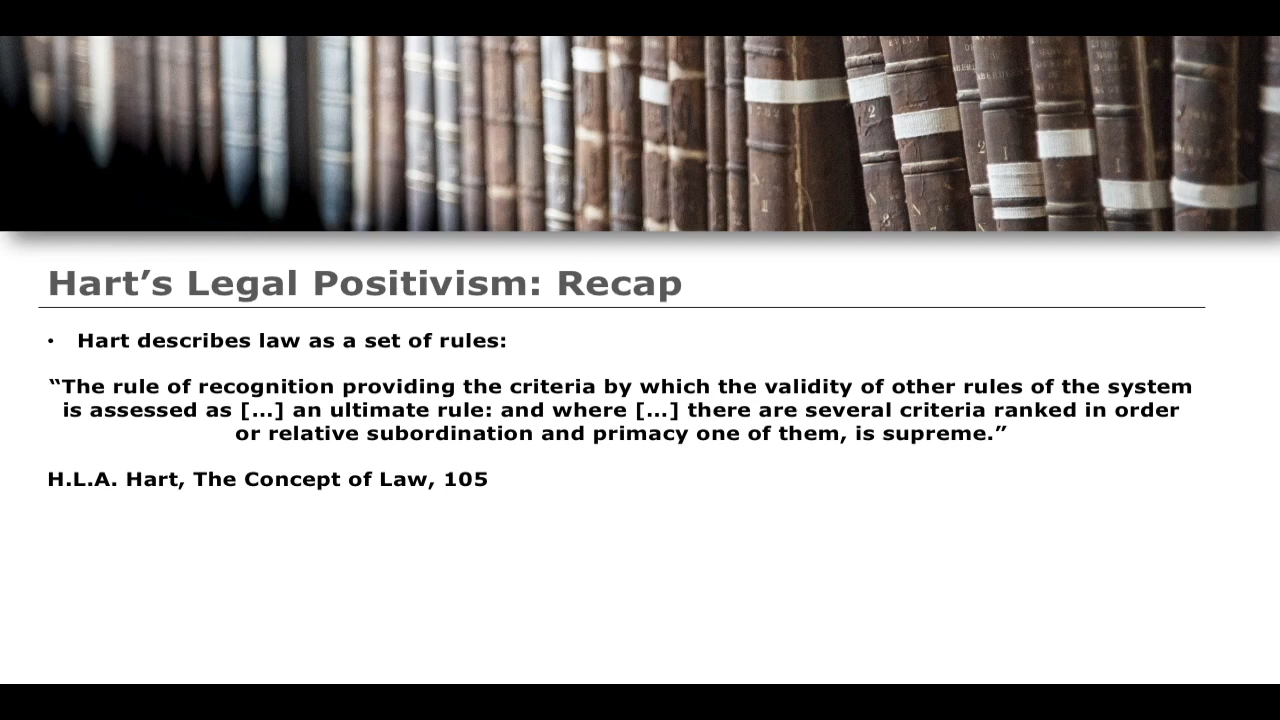 Hart’s Legal Positivism: Recap
• Hart describes law as a set of rules:
“The rule of recognition providing the criteria by which the validity of other rules of the system
is assessed as [...] an ultimate rule: and where [...] there are several criteria ranked in order
or relative subordination and primacy one of them, is supreme.”
H.L.A. Hart, The Concept of Law, 105